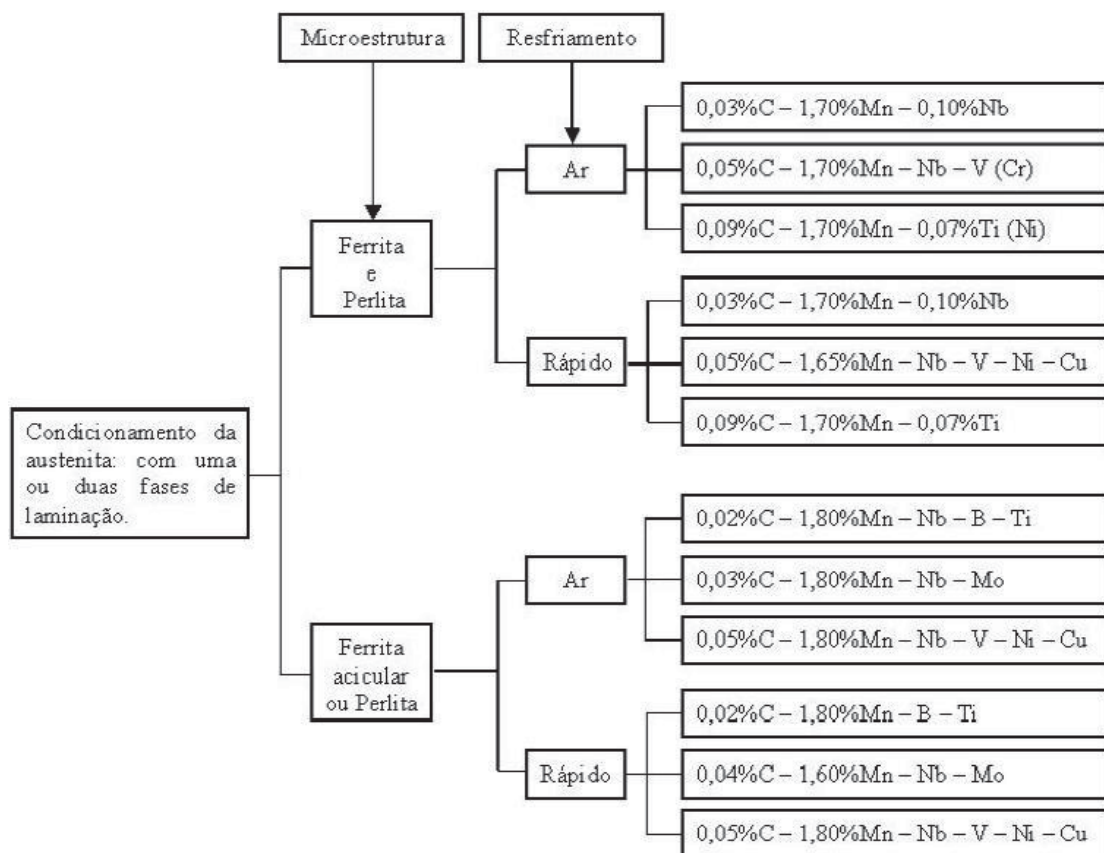 Microestrutura
Resfriamento
0,03%C – 1,70%Mn – 0,10%Nb
Ar
0,05%C – 1,70%Mn – Nb – V (Cr)
0,09%C – 1,70%Mn – 0,07%Ti (Ni)
Ferrita
e
Perlita
0,03%C – 1,70%Mn – 0,10%Nb
Rápido
0,05%C – 1,65%Mn – Nb – V – Ni – Cu
0,09%C – 1,70%Mn – 0,07%Ti
Condicionamento da
austenita: com uma
ou duas fases de
laminação.
0,02%C – 1,80%Mn – Nb – B – Ti
Ar
0,03%C – 1,80%Mn – Nb – Mo
0,05%C – 1,80%Mn – Nb – V – Ni – Cu
Ferrita
acicular
ou Perlita
0,02%C – 1,80%Mn – B – Ti
Rápido
0,04%C – 1,60%Mn – Nb – Mo
0,05%C – 1,80%Mn – Nb – V – Ni – Cu